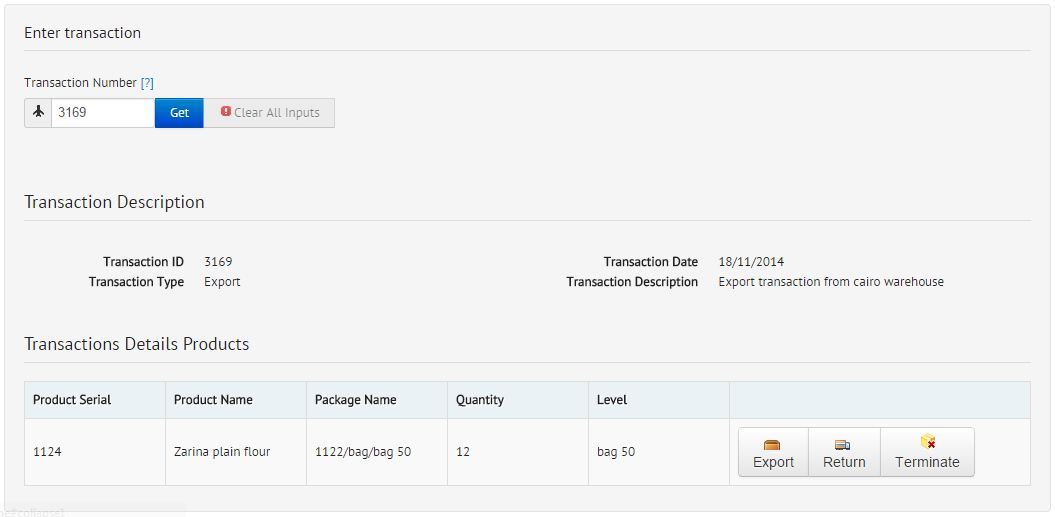 Enter transaction
Transaction Number [?]
3169 Get Clear All Inputs
Transaction Description
Transaction ID 3169 Transaction Date 18/11/2014
Transaction Type Export Transaction Description Export transaction from cairo warehouse
Transactions Details Products
Product Serial Product Name Package Name Quantity Level
1124 Zarina plain flour 1122/bag/bag 50 12 bag 50
Export Return Terminate